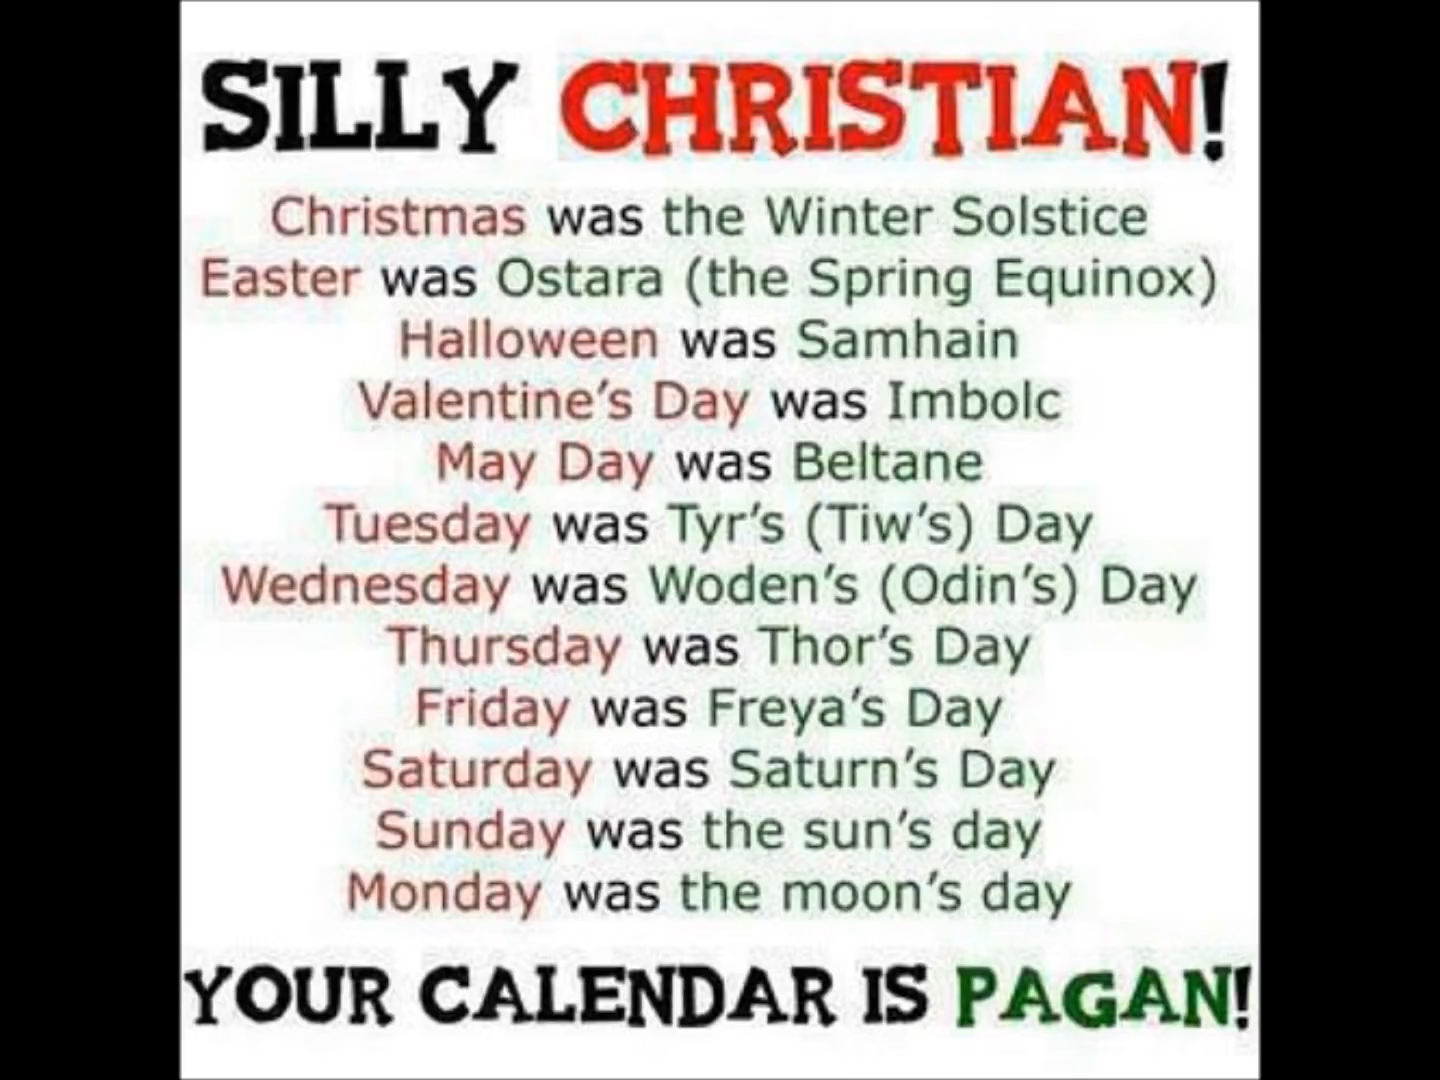 SILLY CHRISTIAN!
Christmas was the Winter Solstice
Easter was Ostara (the Spring Equinox)
Halloween was Samhain
Valentine's Day was Imbolc
May Day was Beltane
Tuesday was Tyr's (Tiw's) Day
Wednesday was Woden's (Odin's) Day
Thursday was Thor's Day
Friday was Freya's Day
Saturday was Saturn's Day
Sunday was the sun's day
Monday was the moon's day
YOUR CALENDAR IS PAGAN!